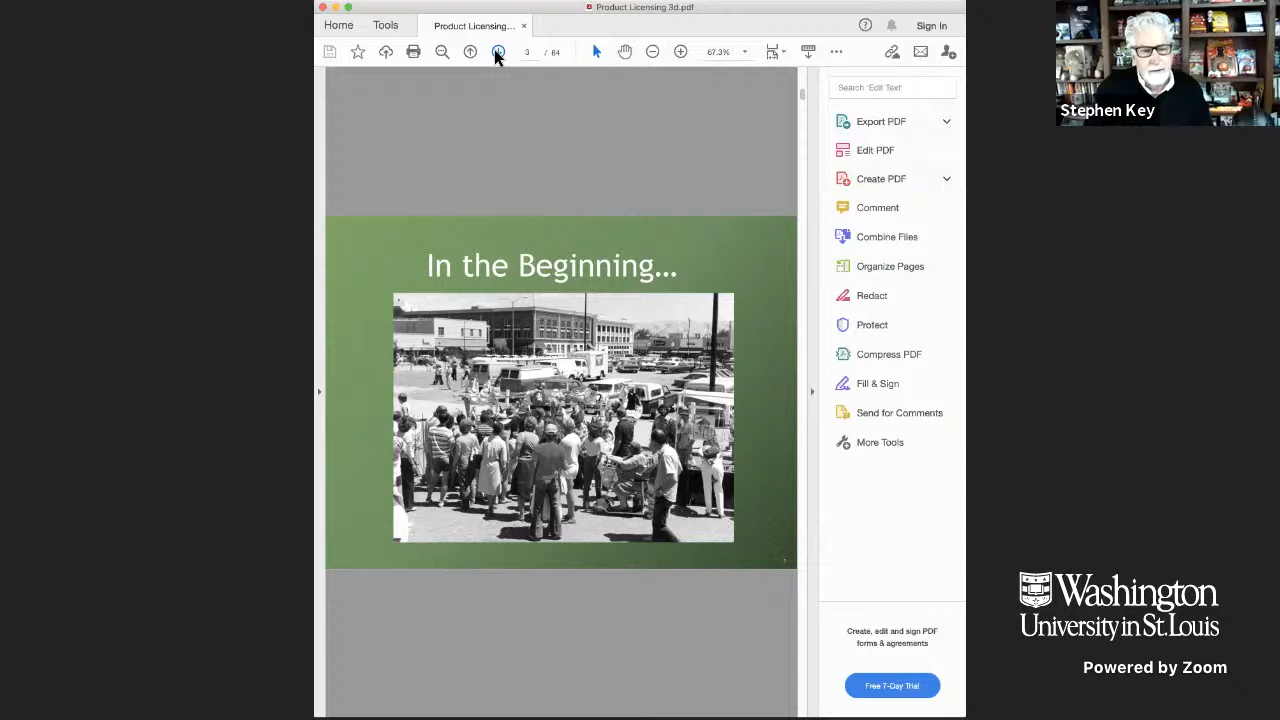 Product Licensing 3d.pdf
Home
Tools
Product Licensing... ×
Sign In
3 / 64
67.3%
Stephen Key
Search 'Edit Text'
Export PDF
Edit PDF
Create PDF
Comment
Combine Files
Organize Pages
Redact
Protect
Compress PDF
Fill & Sign
Send for Comments
More Tools
In the Beginning...
Create, edit and sign PDF
forms & agreements
Free 7-Day Trial
Washington
University in St. Louis
Powered by Zoom